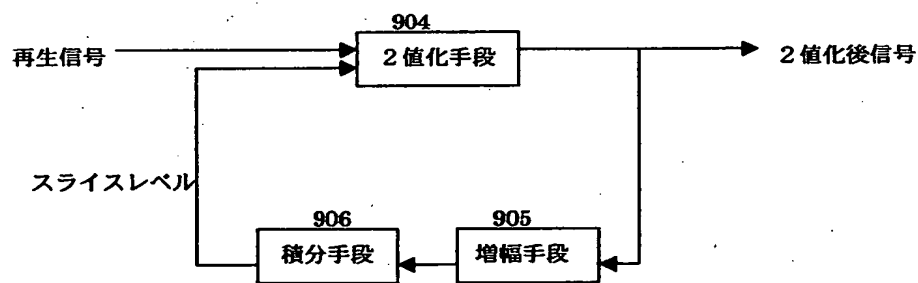 904
再生信号
2値化手段
2値化後信号
スライスレベル
906
905
積分手段
増幅手段